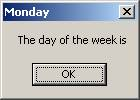 Monday
The day of the week is
OK